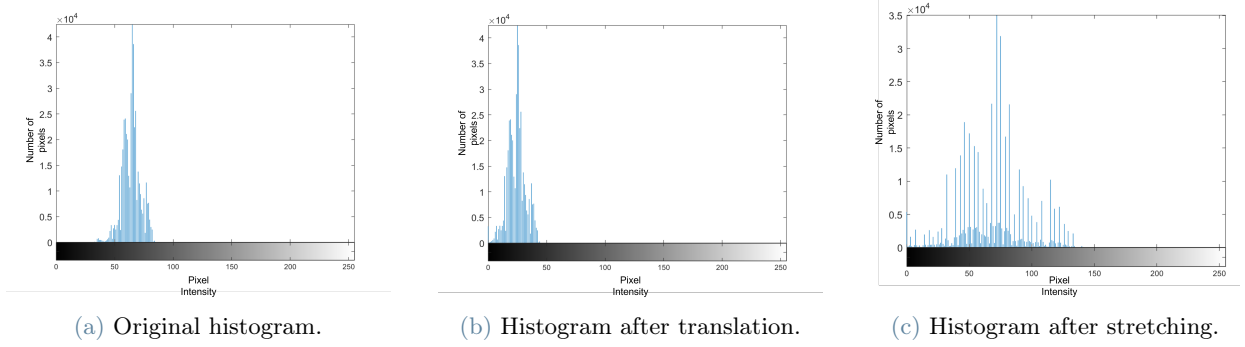 ×10⁴
4
3.5
3
2.5
2
1.5
1
0.5
0
Number of
pixels
0 50 100 150 200 250
Pixel
Intensity
(a) Original histogram.
×10⁴
4
3.5
3
2.5
2
1.5
1
0.5
0
Number of
pixels
0 50 100 150 200 250
Pixel
Intensity
(b) Histogram after translation.
×10⁴
3.5
3
2.5
2
1.5
1
0.5
0
Number of
pixels
0 50 100 150 200 250
Pixel
Intensity
(c) Histogram after stretching.